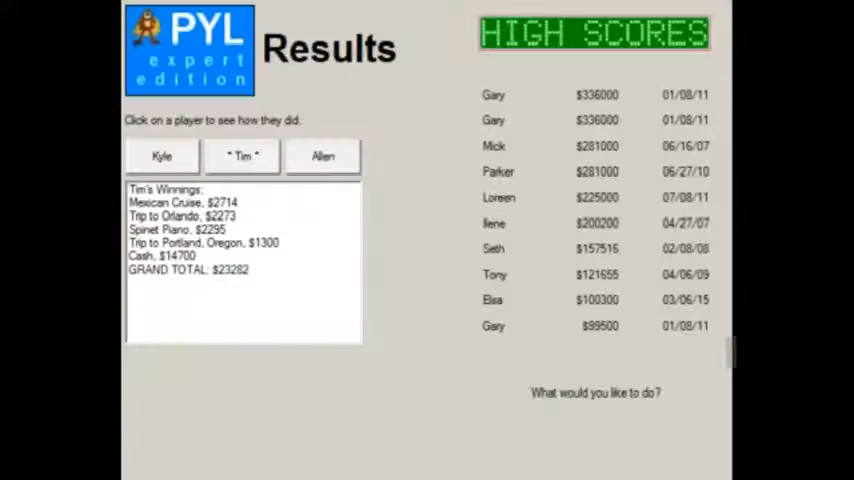 PYL
expert
edition
Results
Click on a player to see how they did.
Kyle
* Tim *
Allen
Tim's Winnings:
Mexican Cruise, $2714
Trip to Orlando, $2273
Spinet Piano, $2295
Trip to Portland, Oregon, $1300
Cash, $14700
GRAND TOTAL: $23282
HIGH SCORES
Gary $336000 01/08/11
Gary $336000 01/08/11
Mick $281000 06/16/07
Parker $281000 06/27/10
Loreen $225000 07/08/11
Ilene $200200 04/27/07
Seth $157516 02/08/08
Tony $121655 04/06/09
Elsa $100300 03/06/15
Gary $99500 01/08/11
What would you like to do?